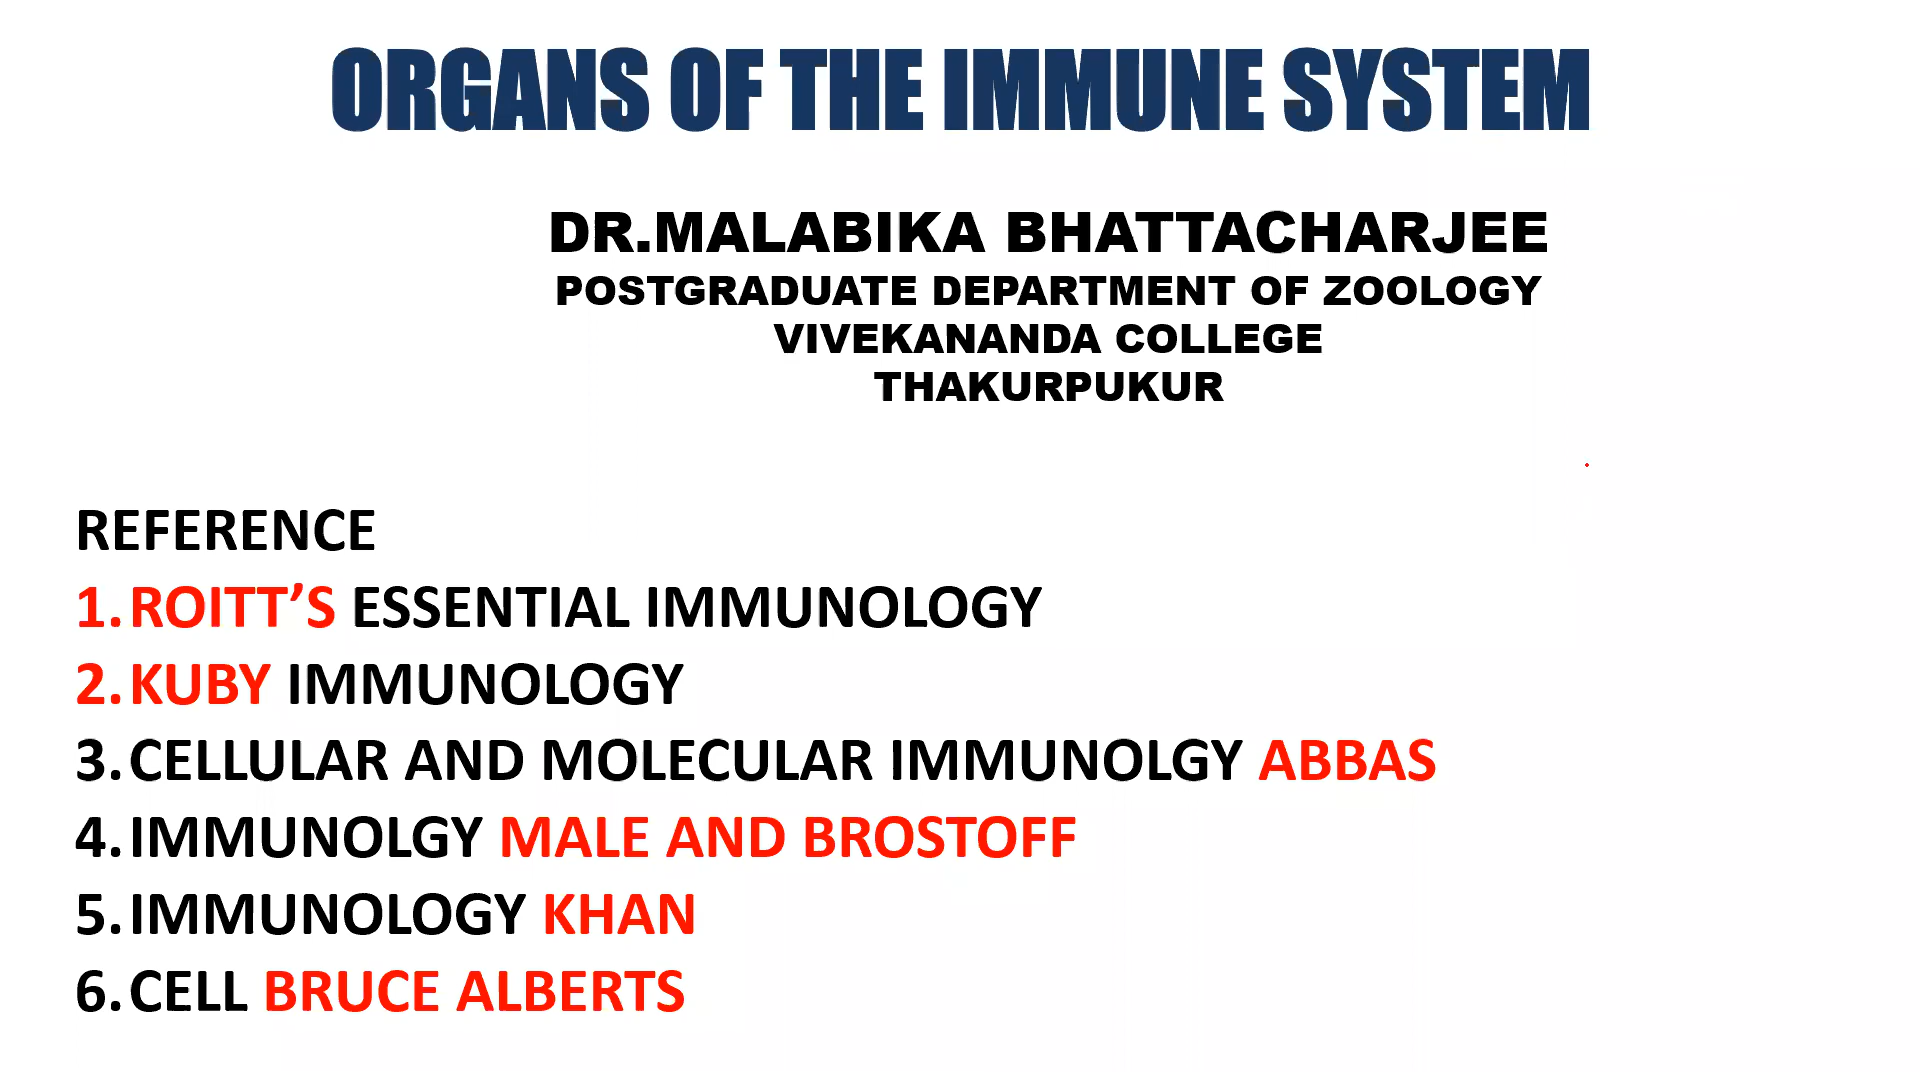 ORGANS OF THE IMMUNE SYSTEM
DR.MALABIKA BHATTACHARJEE
POSTGRADUATE DEPARTMENT OF ZOOLOGY
VIVEKANANDA COLLEGE
THAKURPUKUR
REFERENCE
1. ROITT’S ESSENTIAL IMMUNOLOGY
2. KUBY IMMUNOLOGY
3. CELLULAR AND MOLECULAR IMMUNOLGY ABBAS
4. IMMUNOLGY MALE AND BROSTOFF
5. IMMUNOLOGY KHAN
6. CELL BRUCE ALBERTS